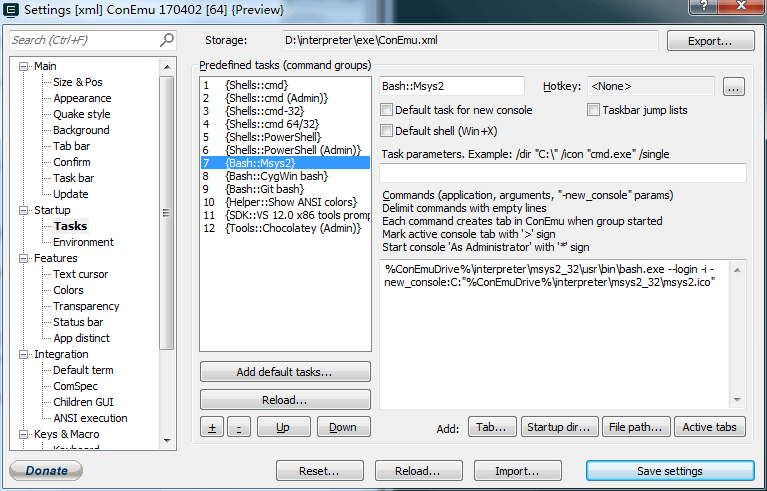 Settings [xml] ConEmu 170402 [64] {Preview}
Search (Ctrl+F)
Storage:
D:\interpreter\exe\ConEmu.xml
Export...
Main
Size & Pos
Appearance
Quake style
Background
Tab bar
Confirm
Task bar
Update
Startup
Tasks
Environment
Features
Text cursor
Colors
Transparency
Status bar
App distinct
Integration
Default term
ComSpec
Children GUI
ANSI execution
Keys & Macro
Predefined tasks (command groups)
1 {Shells::cmd}
2 {Shells::cmd (Admin)}
3 {Shells::cmd-32}
4 {Shells::cmd 64/32}
5 {Shells::PowerShell}
6 {Shells::PowerShell (Admin)}
7 {Bash::Msys2}
8 {Bash::CygWin bash}
9 {Bash::Git bash}
10 {Helper::Show ANSI colors}
11 {SDK::VS 12.0 x86 tools promp
12 {Tools::Chocolatey (Admin)}
Add default tasks...
Reload...
+ - Up Down
Bash::Msys2
Hotkey: <None> ...
Default task for new console
Taskbar jump lists
Default shell (Win+X)
Task parameters. Example: /dir "C:\" /icon "cmd.exe" /single
Commands (application, arguments, "-new_console" params)
Delimit commands with empty lines
Each command creates tab in ConEmu when group started
Mark active console tab with '>' sign
Start console 'As Administrator' with '*' sign
%ConEmuDrive%\interpreter\msys2_32\usr\bin\bash.exe --login -i -
new_console:C:"%ConEmuDrive%\interpreter\msys2_32\msys2.ico"
Add: Tab... Startup dir... File path... Active tabs
Donate
Reset... Reload... Import... Save settings